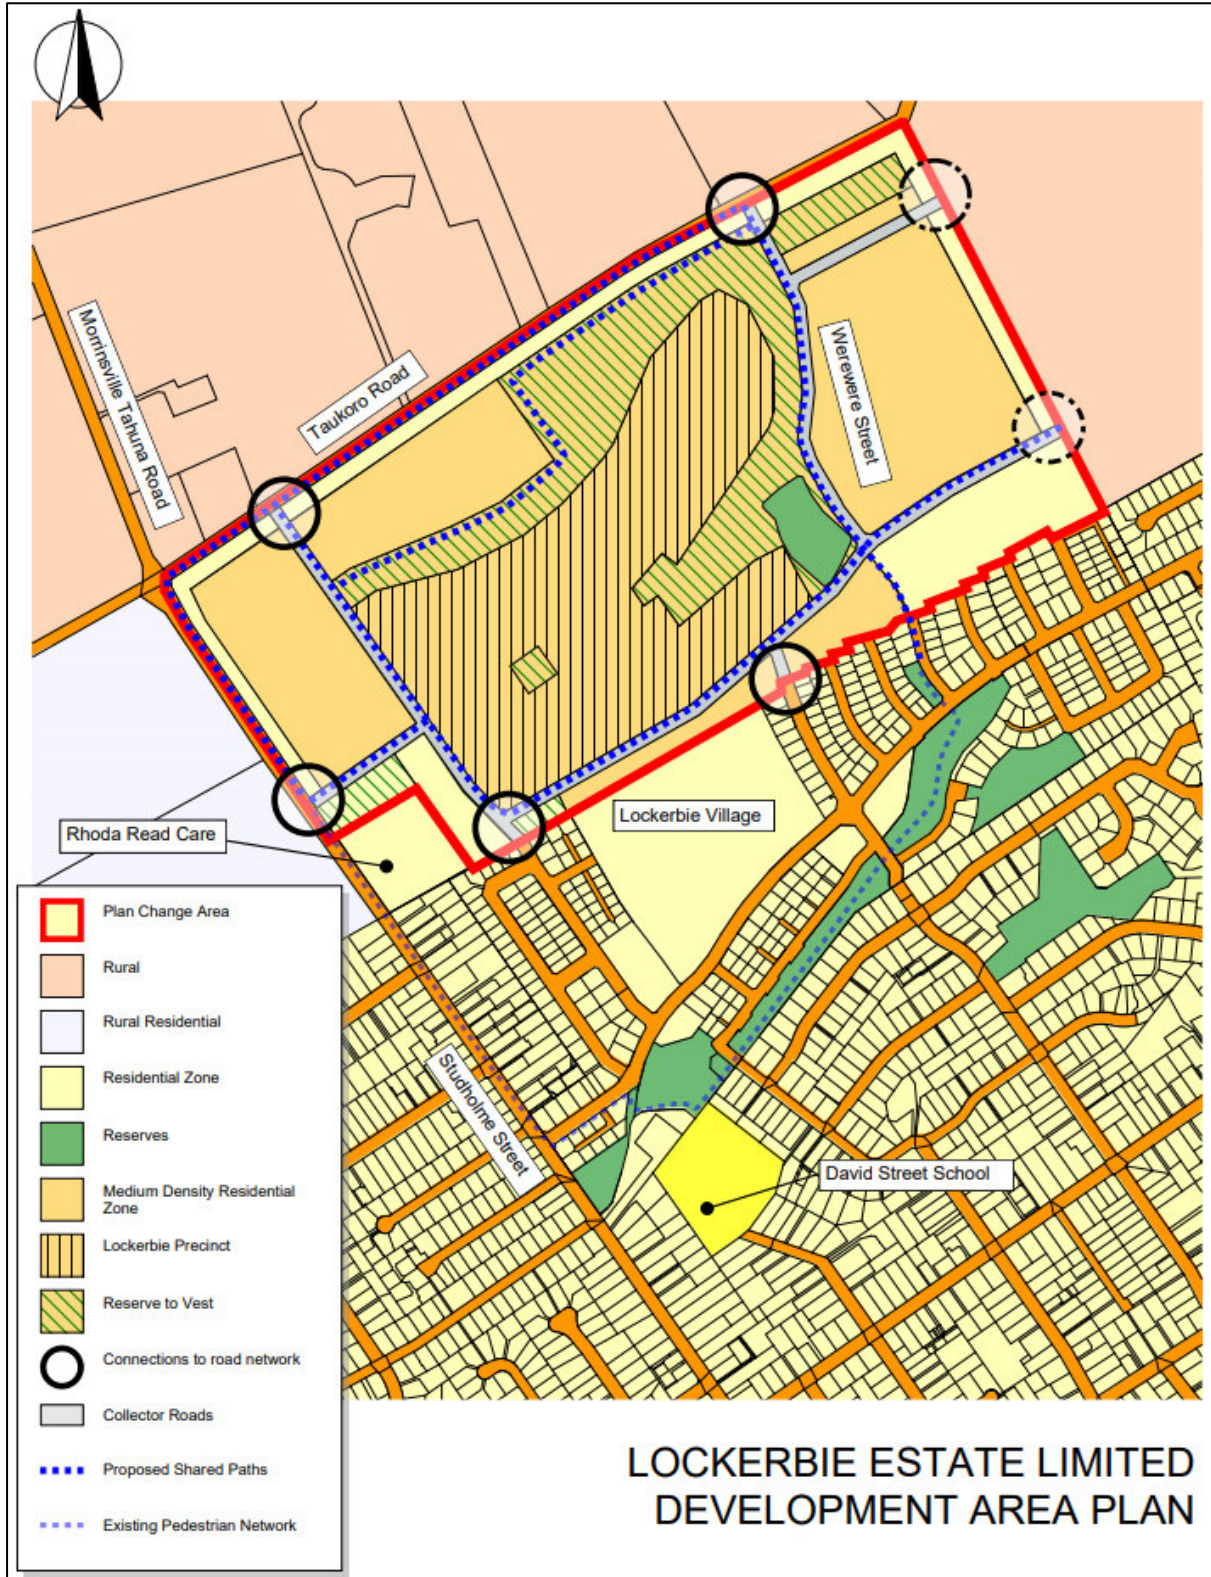 Morrinsville Tahuna Road
Taukoro Road
Werewere Street
Lockerbie Village
Rhoda Read Care
Studholme Street
David Street School
Plan Change Area
Rural
Rural Residential
Residential Zone
Reserves
Medium Density Residential
Zone
Lockerbie Precinct
Reserve to Vest
Connections to road network
Collector Roads
Proposed Shared Paths
Existing Pedestrian Network
LOCKERBIE ESTATE LIMITED
DEVELOPMENT AREA PLAN